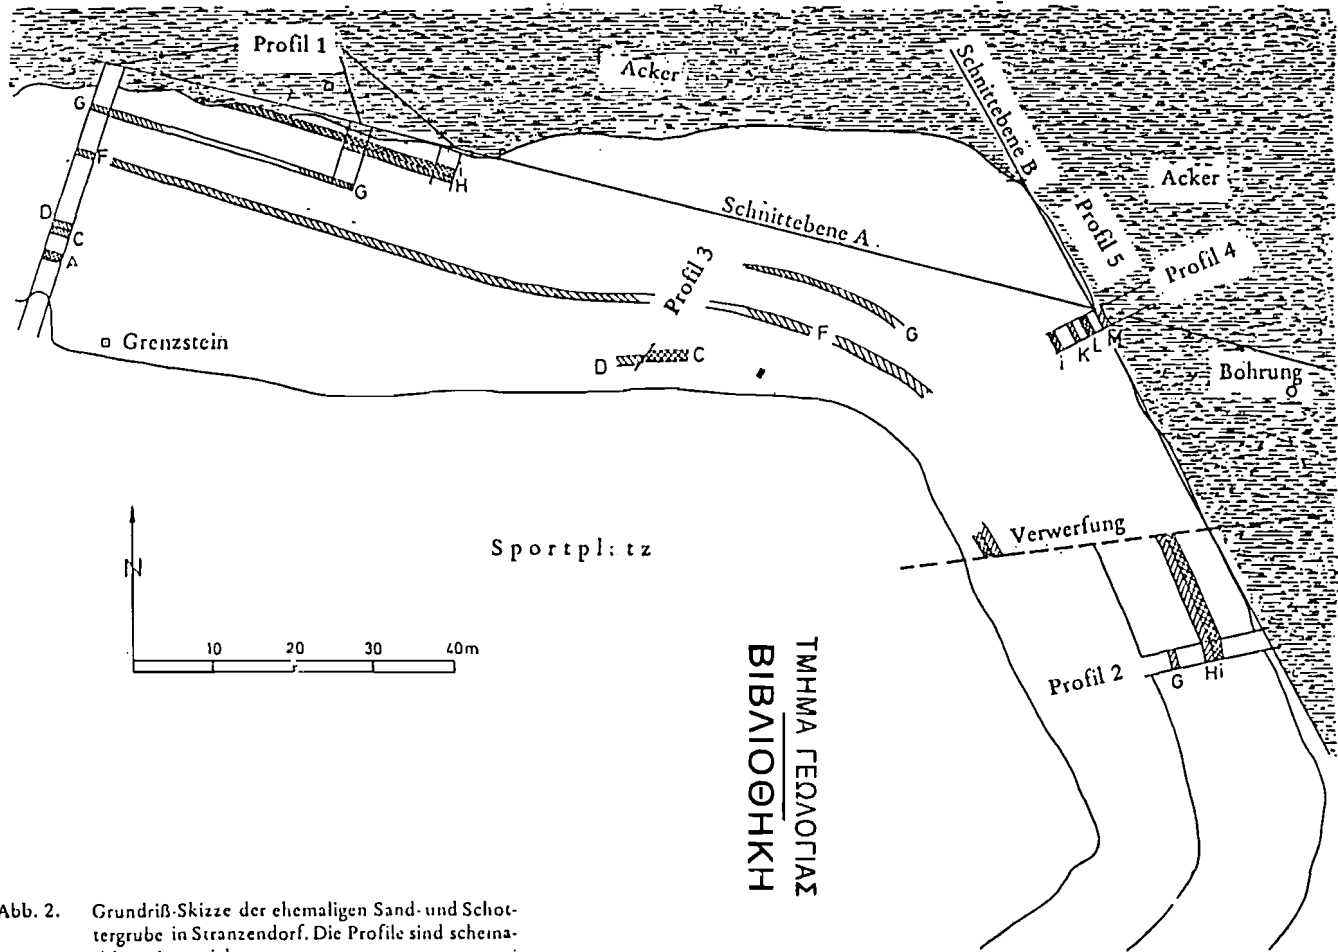 Profil 1
Acker
Schnittebene B
Acker
G
F
D
C
A
G
i
H
Schnittebene A.
Profil 5
Profil 4
Profil 3
G
F
D
C
i
K
L
M
Bohrung
Grenzstein
N
Sportpl:tz
Verwerfung
10 20 30 40m
Profil 2
G
Hi
ΤΜΗΜΑ ΓΕΩΛΟΓΙΑΣ
ΒΙΒΛΙΟΘΗΚΗ
Abb. 2. Grundriß-Skizze der ehemaligen Sand- und Schot-
tergrube in Stranzendorf. Die Profile sind schema-